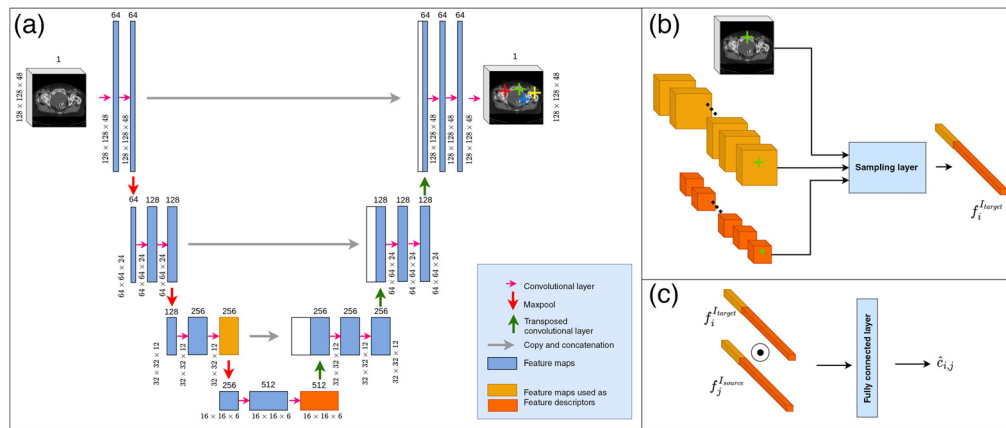 (a)
64 64
1
128 × 128 × 48
128 × 128 × 48
128 × 128 × 48
64 64 64
1
128 × 128 × 48
128 × 128 × 48
128 × 128 × 48
128 × 128 × 48
64 128 128
64 × 64 × 24
64 × 64 × 24
64 × 64 × 24
128 128 128
64 × 64 × 24
64 × 64 × 24
64 × 64 × 24
128 256 256
32 × 32 × 12
32 × 32 × 12
32 × 32 × 12
256 256 256
32 × 32 × 12
32 × 32 × 12
32 × 32 × 12
256 512 512
16 × 16 × 6 16 × 16 × 6 16 × 16 × 6
Convolutional layer
Maxpool
Transposed
convolutional layer
Copy and concatenation
Feature maps
Feature maps used as
Feature descriptors
(b)
Sampling layer
f_i^{I_{target}}
(c)
f_i^{I_{target}}
f_j^{I_{source}}
Fully connected layer
ĉ_{i,j}